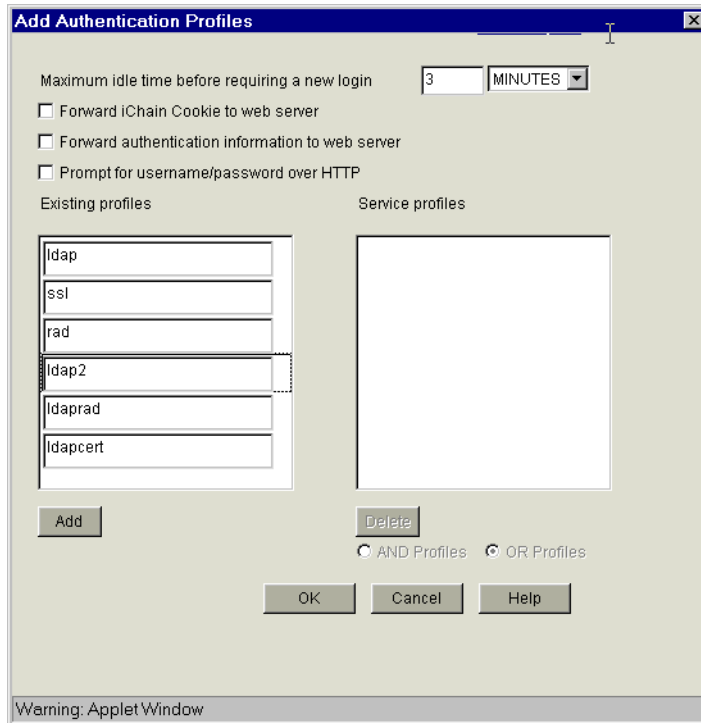 Add Authentication Profiles
Maximum idle time before requiring a new login 3 MINUTES
Forward iChain Cookie to web server
Forward authentication information to web server
Prompt for username/password over HTTP
Existing profiles Service profiles
ldap
ssl
rad
ldap2
ldaprad
ldapcert
Add Delete
AND Profiles OR Profiles
OK Cancel Help
Warning: Applet Window